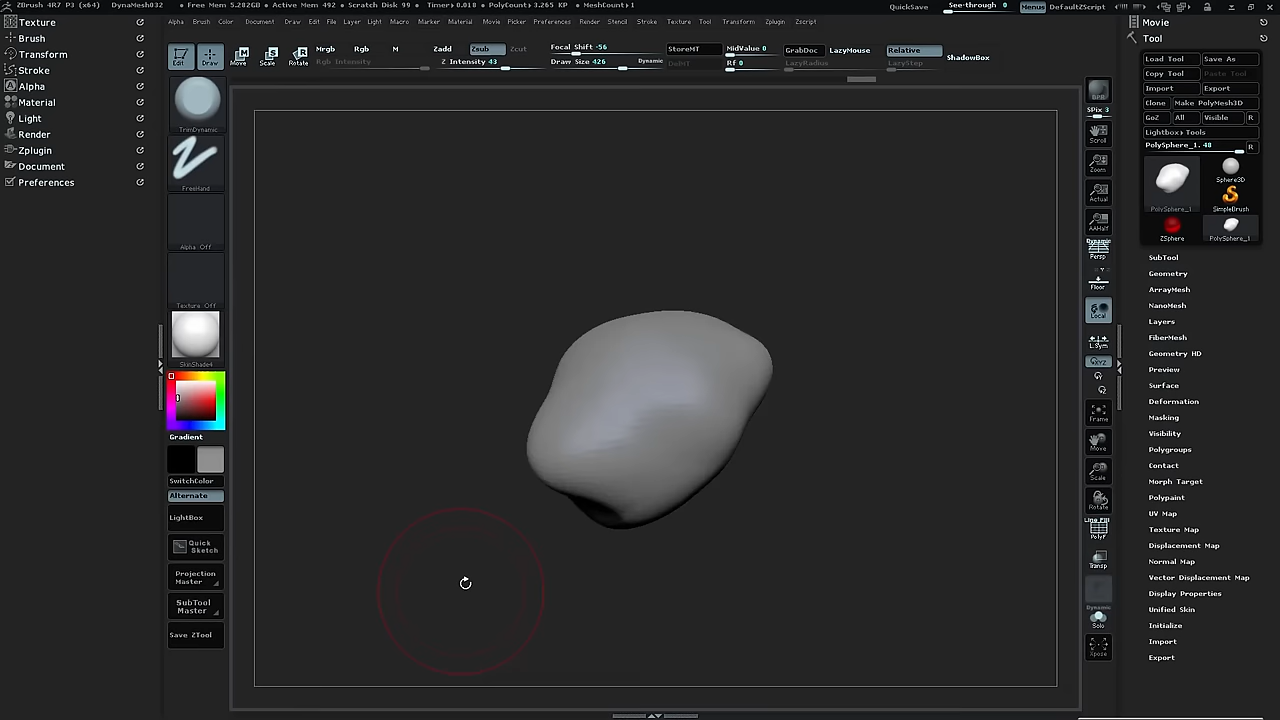 ZBrush 4R7 P3 (x64) DynaMesh032 • Free Mem 5.282GB • Active Mem 492 • Scratch Disk 99 • Timer▸0.018 • PolyCount▸3.265 KP • MeshCount▸1 QuickSave See-through 0 Menus DefaultZScript
Alpha Brush Color Document Draw Edit File Layer Light Macro Marker Material Movie Picker Preferences Render Stencil Stroke Texture Tool Transform Zplugin Zscript
Texture
Brush
Transform
Stroke
Alpha
Material
Light
Render
Zplugin
Document
Preferences
Edit Draw Move Scale Rotate
Mrgb Rgb M
Rgb Intensity
Zadd Zsub Zcut
Z Intensity 43
Focal Shift -56
Draw Size 426 Dynamic
StoreMT
DelMT
MidValue 0
Rf 0
GrabDoc LazyMouse
LazyRadius
Relative
LazyStep
ShadowBox
TrimDynamic
FreeHand
Alpha Off
Texture Off
SkinShade4
Gradient
SwitchColor
Alternate
LightBox
Quick
Sketch
Projection
Master
SubTool
Master
Save ZTool
BPR
SPix 3
Scroll
Zoom
Actual
AAHalf
Dynamic
Persp
Floor
Local
L.Sym
Frame
Move
Scale
Rotate
Line Fill
PolyF
Transp
Dynamic
Solo
Xpose
Movie
Tool
Load Tool Save As
Copy Tool Paste Tool
Import Export
Clone Make PolyMesh3D
GoZ All Visible R
Lightbox▸Tools
PolySphere_1. 48 R
Sphere3D
PolySphere_1 SimpleBrush
ZSphere PolySphere_1
SubTool
Geometry
ArrayMesh
NanoMesh
Layers
FiberMesh
Geometry HD
Preview
Surface
Deformation
Masking
Visibility
Polygroups
Contact
Morph Target
Polypaint
UV Map
Texture Map
Displacement Map
Normal Map
Vector Displacement Map
Display Properties
Unified Skin
Initialize
Import
Export